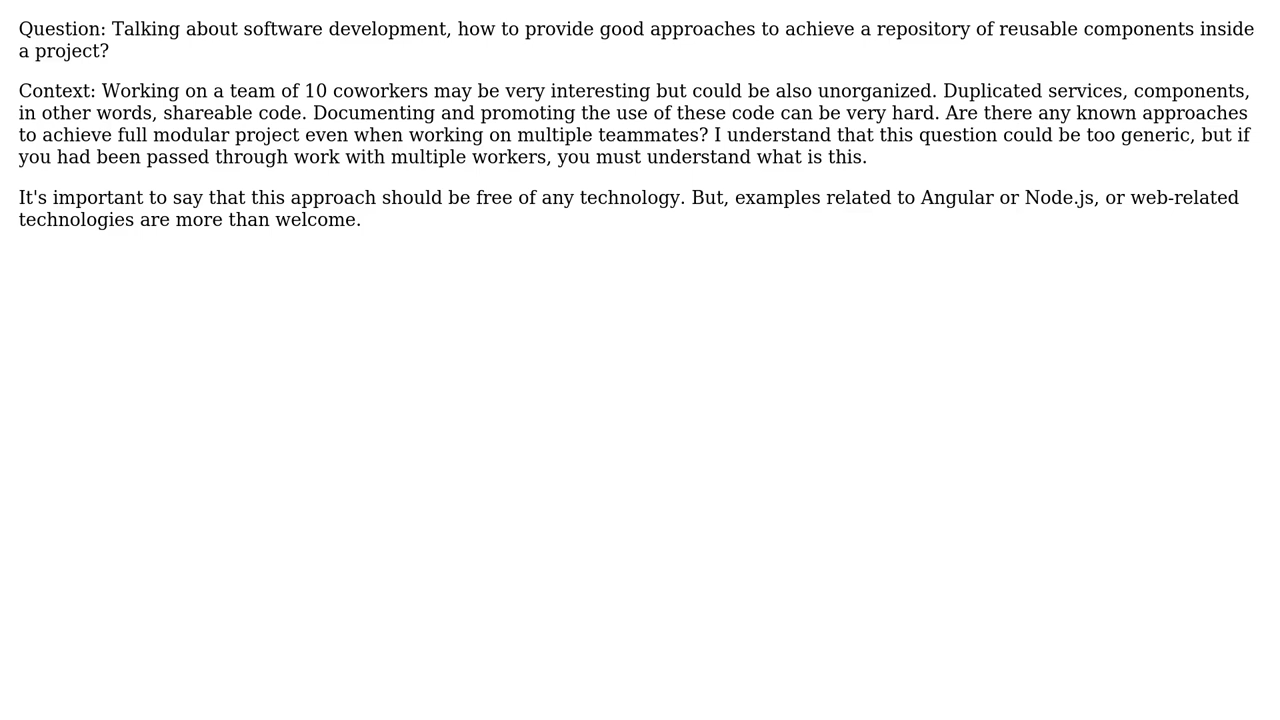 Question: Talking about software development, how to provide good approaches to achieve a repository of reusable components inside
a project?
Context: Working on a team of 10 coworkers may be very interesting but could be also unorganized. Duplicated services, components,
in other words, shareable code. Documenting and promoting the use of these code can be very hard. Are there any known approaches
to achieve full modular project even when working on multiple teammates? I understand that this question could be too generic, but if
you had been passed through work with multiple workers, you must understand what is this.
It's important to say that this approach should be free of any technology. But, examples related to Angular or Node.js, or web-related
technologies are more than welcome.